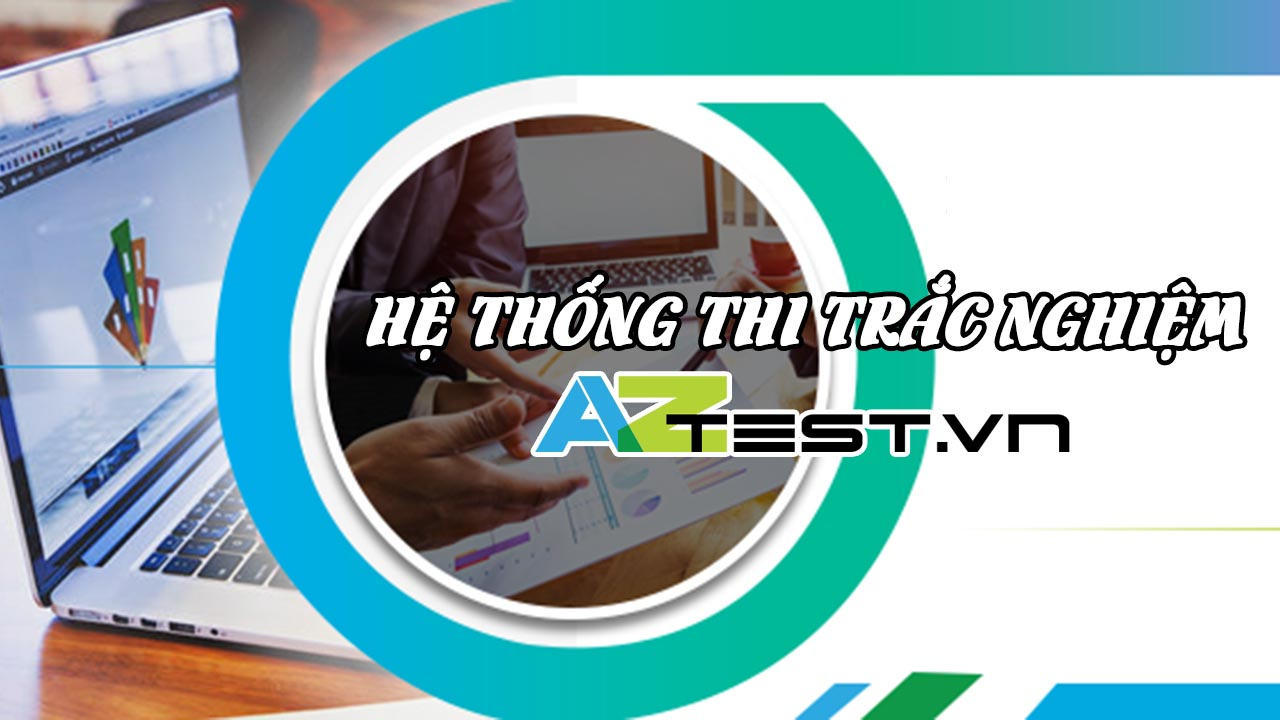 HỆ THỐNG THI TRẮC NGHIỆM
AZTEST.VN